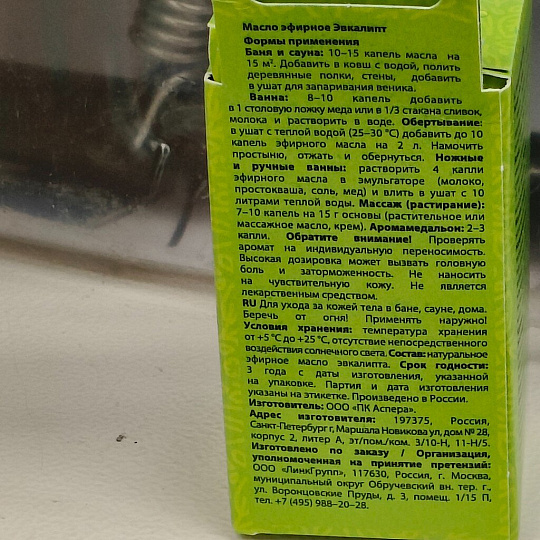 Масло эфирное Эвкалипт
Формы применения
Баня и сауна: 10–15 капель масла на
15 м². Добавить в ковш с водой, полить
деревянные полки, стены, добавить
в ушат для запаривания веника.
Ванна: 8–10 капель добавить
в 1 столовую ложку меда или в 1/3 стакана сливок,
молока и растворить в воде. Обертывание:
в ушат с теплой водой (25–30 °С) добавить до 10
капель эфирного масла на 2 л. Намочить
простыню, отжать и обернуться. Ножные
и ручные ванны: растворить 4 капли
эфирного масла в эмульгаторе (молоко,
простокваша, соль, мед) и влить в ушат с 10
литрами теплой воды. Массаж (растирание):
7–10 капель на 15 г основы (растительное или
массажное масло, крем). Аромамедальон: 2–3
капли. Обратите внимание! Проверять
аромат на индивидуальную переносимость.
Высокая дозировка может вызвать головную
боль и заторможенность. Не наносить
на чувствительную кожу. Не является
лекарственным средством.
RU Для ухода за кожей тела в бане, сауне, дома.
Беречь от огня! Применять наружно!
Условия хранения: температура хранения
от +5 °С до +25 °С, отсутствие непосредственного
воздействия солнечного света. Состав: натуральное
эфирное масло эвкалипта. Срок годности:
3 года с даты изготовления, указанной
на упаковке. Партия и дата изготовления
указаны на этикетке. Произведено в России.
Изготовитель: ООО «ПК Аспера».
Адрес изготовителя: 197375, Россия,
Санкт-Петербург г, Маршала Новикова ул, дом № 28,
корпус 2, литер А, эт/пом./ком. 3/10-Н, 11-Н/5.
Изготовлено по заказу / Организация,
уполномоченная на принятие претензий:
ООО «ЛинкГрупп», 117630, Россия, г. Москва,
муниципальный округ Обручевский вн. тер. г.,
ул. Воронцовские Пруды, д. 3, помещ. 1/15 П,
тел. +7 (495) 988–20–28.